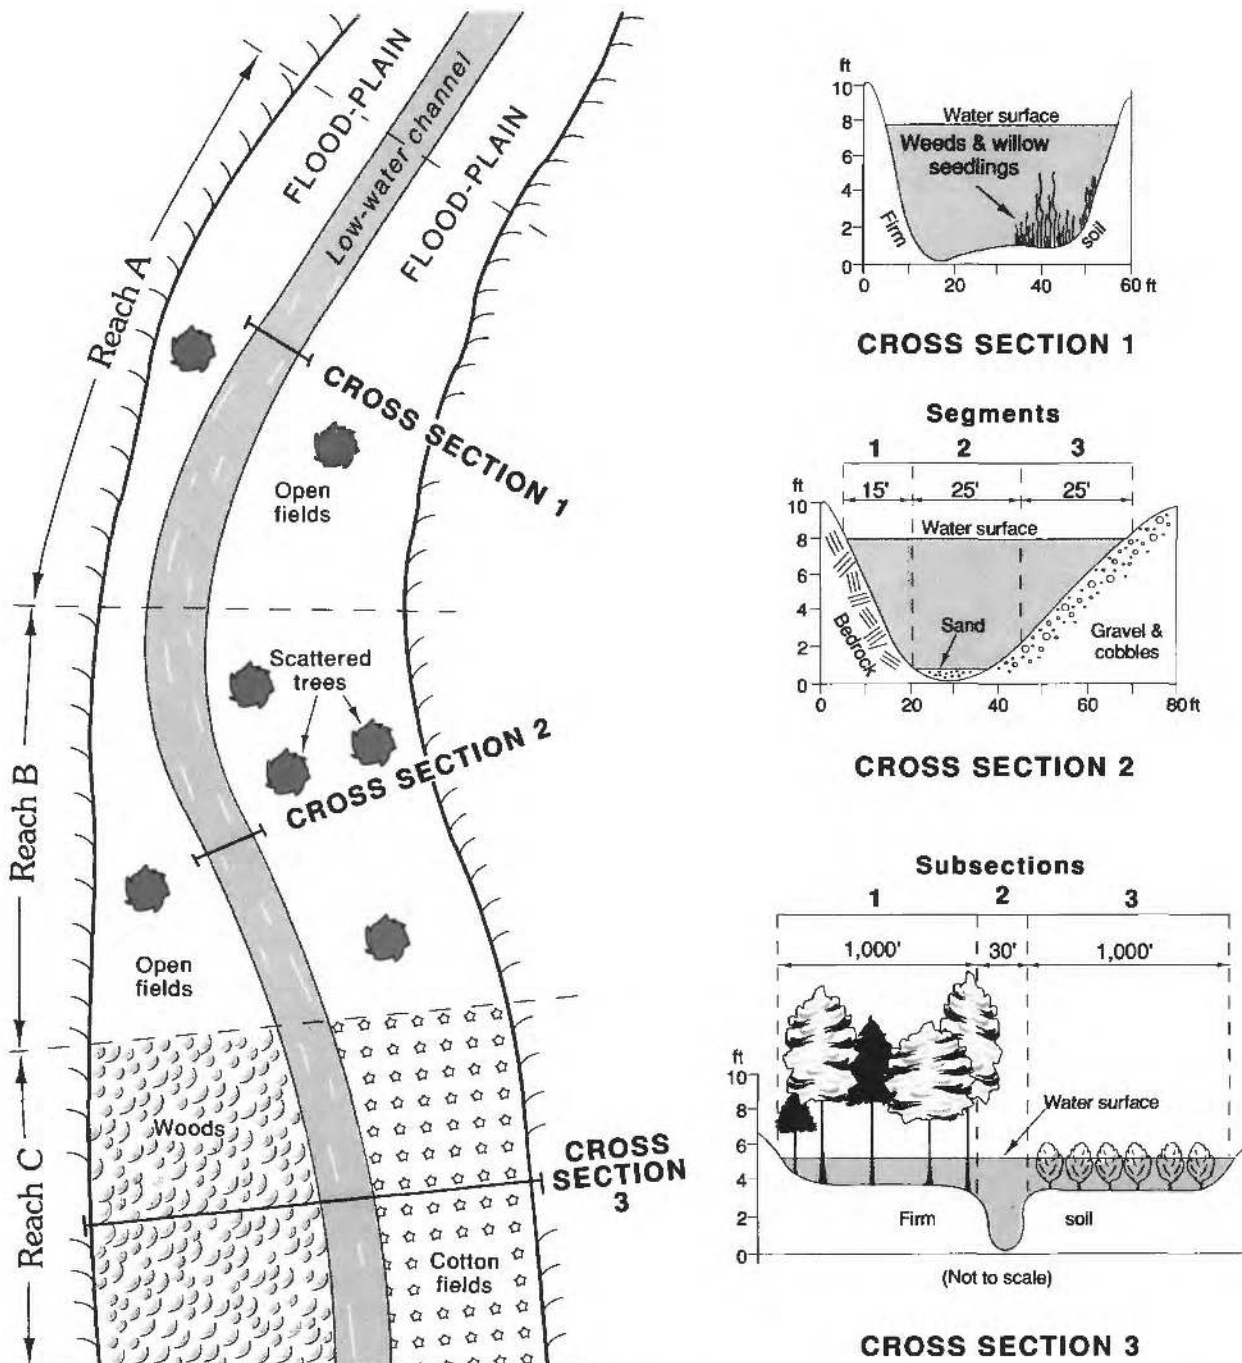 FLOOD-PLAIN
Low-water channel
FLOOD-PLAIN
Reach A
CROSS SECTION 1
Open
fields
Scattered
trees
CROSS SECTION 2
Reach B
Open
fields
Woods
Reach C
CROSS
SECTION
3
Cotton
fields
ft
10
8
6
4
2
0
Water surface
Weeds & willow
seedlings
Firm
soil
0 20 40 60 ft
CROSS SECTION 1
Segments
1 2 3
15' 25' 25'
ft
10
8
6
4
2
0
Water surface
Sand
Bedrock
Gravel &
cobbles
0 20 40 60 80 ft
CROSS SECTION 2
Subsections
1 2 3
1,000' 30' 1,000'
ft
10
8
6
4
2
0
Water surface
Firm soil
(Not to scale)
CROSS SECTION 3